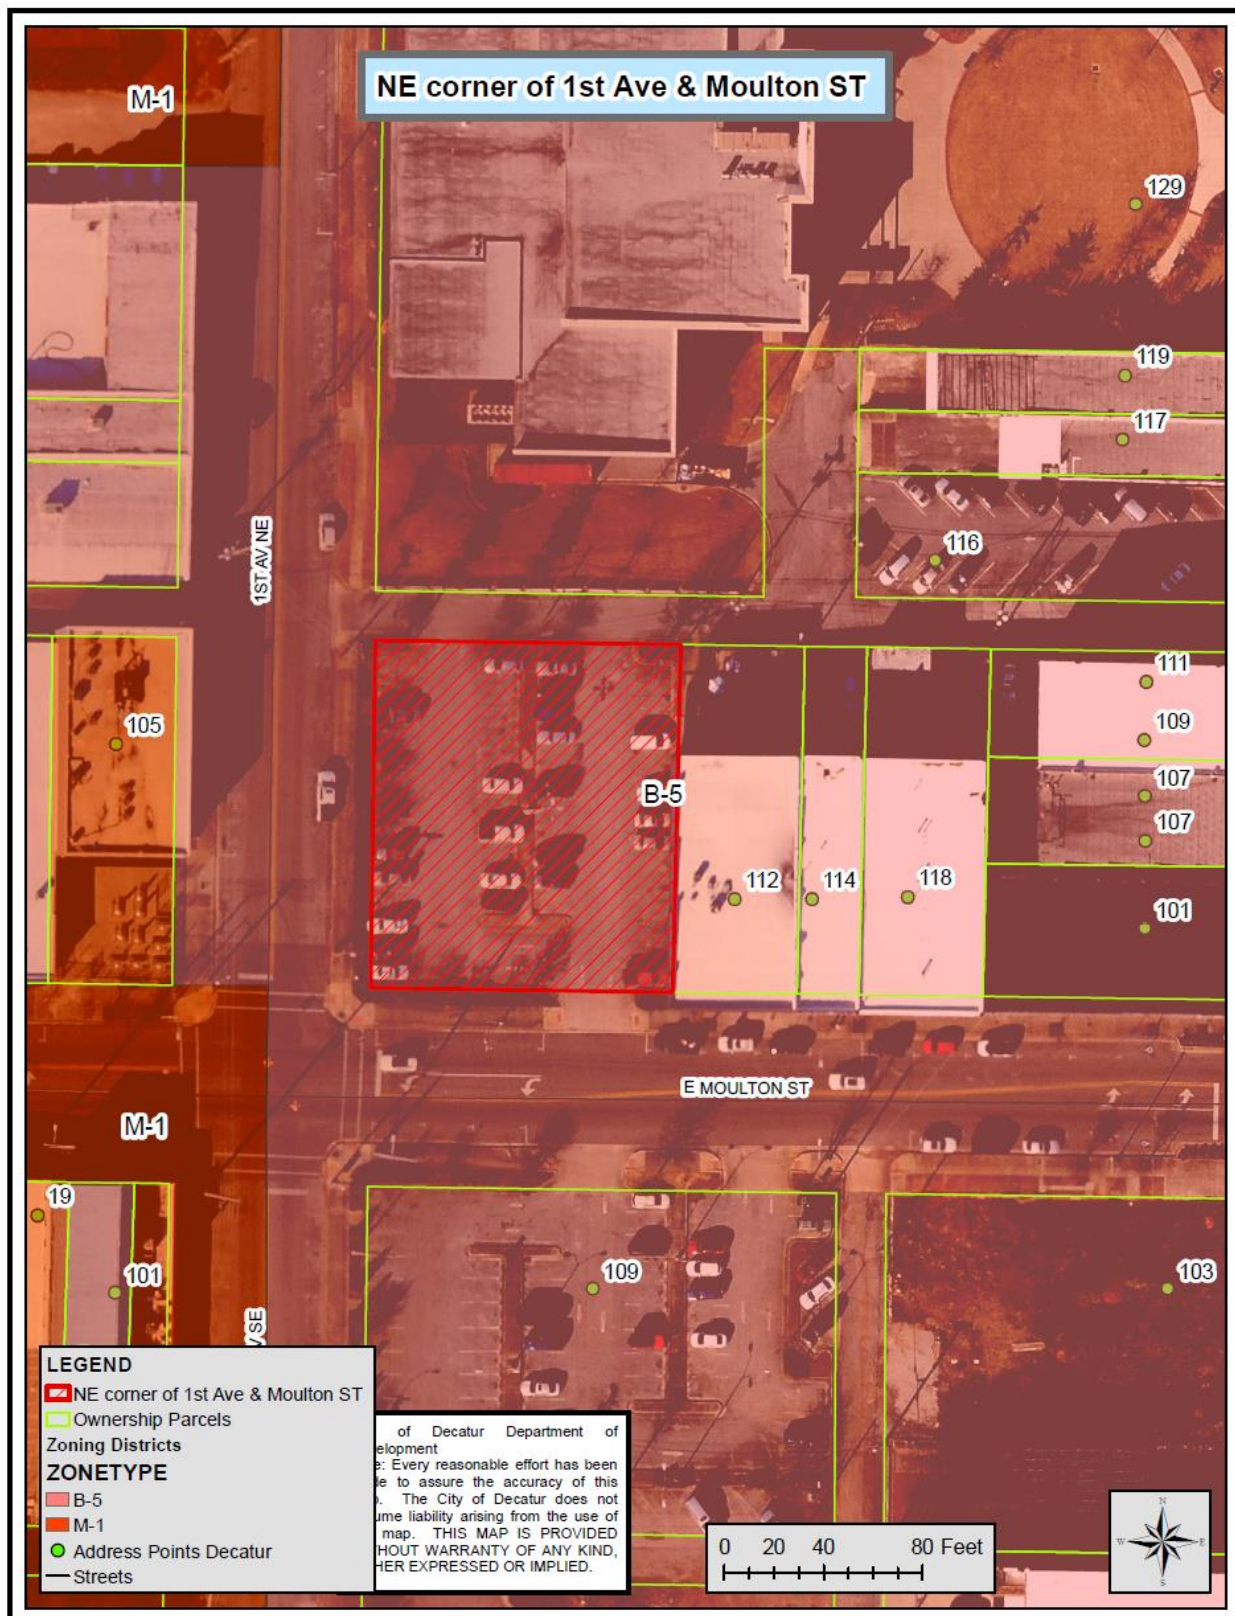 NE corner of 1st Ave & Moulton ST
M-1
129
119
117
116
1ST AV NE
111
109
105
107
B-5
107
112
114
118
101
E MOULTON ST
M-1
19
101
109
103
V SE
LEGEND
NE corner of 1st Ave & Moulton ST
Ownership Parcels
Zoning Districts
ZONETYPE
B-5
M-1
Address Points Decatur
Streets
of Decatur Department of
elopment
e: Every reasonable effort has been
de to assure the accuracy of this
p. The City of Decatur does not
ume liability arising from the use of
map. THIS MAP IS PROVIDED
THOUT WARRANTY OF ANY KIND,
HER EXPRESSED OR IMPLIED.
0 20 40 80 Feet
N
W E
S